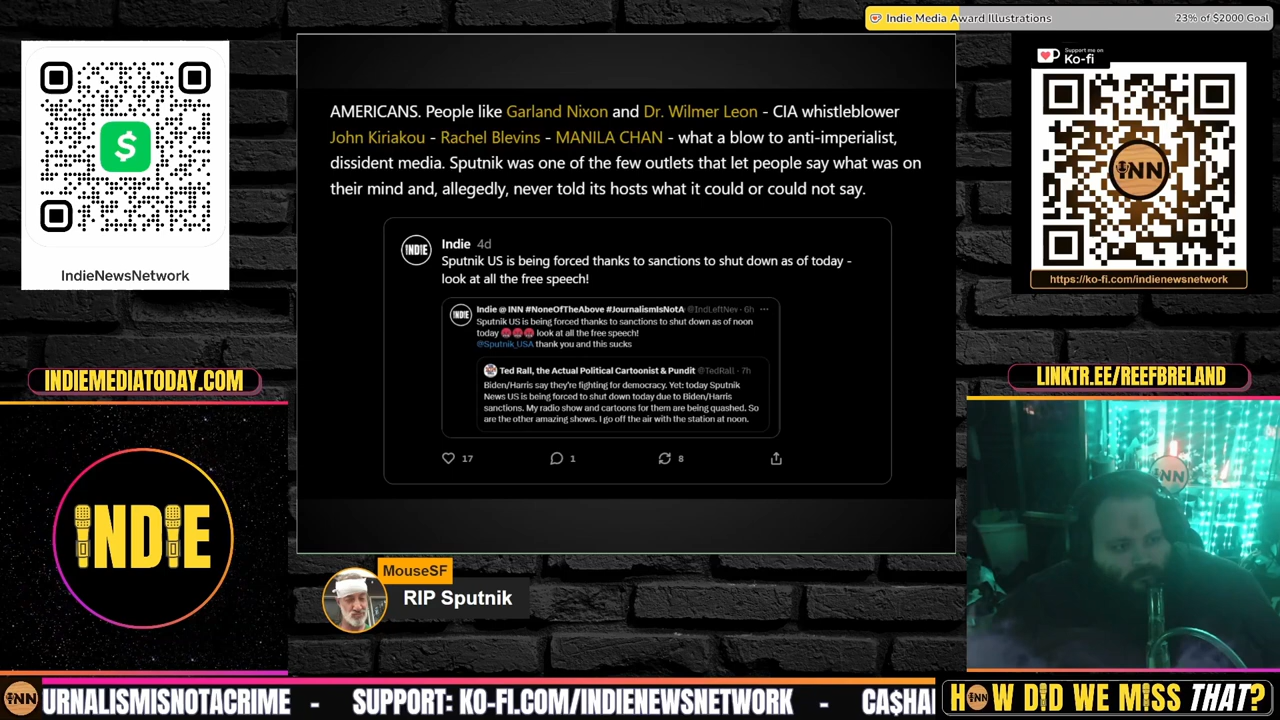 Indie Media Award Illustrations
23% of $2000 Goal
Support me on
Ko-fi
INN
https://ko-fi.com/indienewsnetwork
$
IndieNewsNetwork
AMERICANS. People like Garland Nixon and Dr. Wilmer Leon - CIA whistleblower
John Kiriakou - Rachel Blevins - MANILA CHAN - what a blow to anti-imperialist,
dissident media. Sputnik was one of the few outlets that let people say what was on
their mind and, allegedly, never told its hosts what it could or could not say.
INDIE
Indie 4d
Sputnik US is being forced thanks to sanctions to shut down as of today -
look at all the free speech!
INDIE
Indie @ INN #NoneOfTheAbove #JournalismIsNotA @IndLeftNev · 6h ···
Sputnik US is being forced thanks to sanctions to shut down as of noon
today 😡😡😡 look at all the free speech!
@Sputnik_USA thank you and this sucks
Ted Rall, the Actual Political Cartoonist & Pundit @TedRall · 7h
Biden/Harris say they're fighting for democracy. Yet: today Sputnik
News US is being forced to shut down today due to Biden/Harris
sanctions. My radio show and cartoons for them are being quashed. So
are the other amazing shows. I go off the air with the station at noon.
17
1
8
INDIEMEDIATODAY.COM
LINKTR.EE/REEFBRELAND
INDIE
INN
MouseSF
RIP Sputnik
INN
URNALISMISNOTACRIME - SUPPORT: KO-FI.COM/INDIENEWSNETWORK - CA$HA
HOW DID WE MISS THAT?